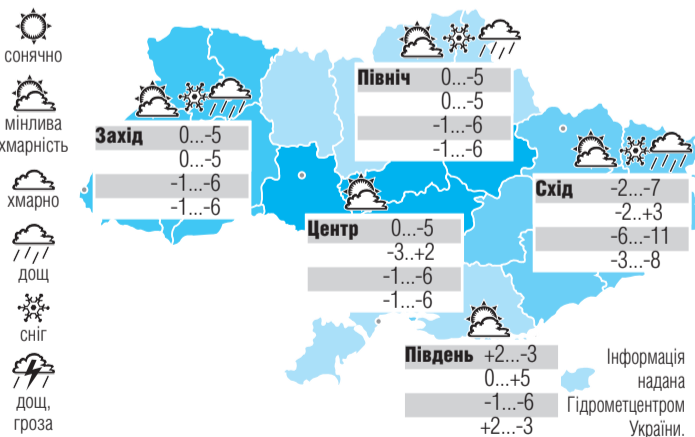 сонячно
мінлива
хмарність
хмарно
дощ
сніг
дощ,
гроза
Північ 0...-5
0...-5
-1...-6
-1...-6
Захід 0...-5
0...-5
-1...-6
-1...-6
Схід -2...-7
-2..+3
-6...-11
-3...-8
Центр 0...-5
-3..+2
-1...-6
-1...-6
Південь +2...-3
0...+5
-1...-6
+2...-3
Інформація
надана
Гідрометцентром
України.